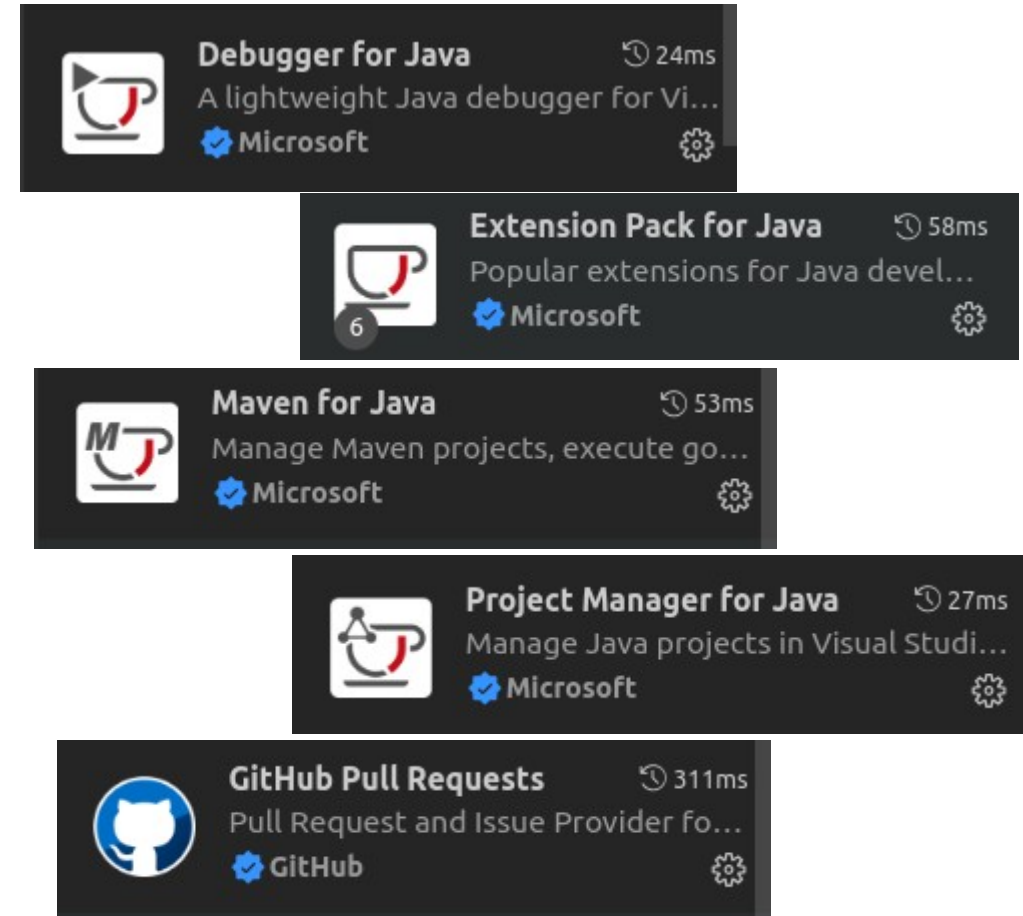 Debugger for Java 24ms
A lightweight Java debugger for Vi...
Microsoft
Extension Pack for Java 58ms
Popular extensions for Java devel...
6 Microsoft
M Maven for Java 53ms
Manage Maven projects, execute go...
Microsoft
Project Manager for Java 27ms
Manage Java projects in Visual Studi...
Microsoft
GitHub Pull Requests 311ms
Pull Request and Issue Provider fo...
GitHub